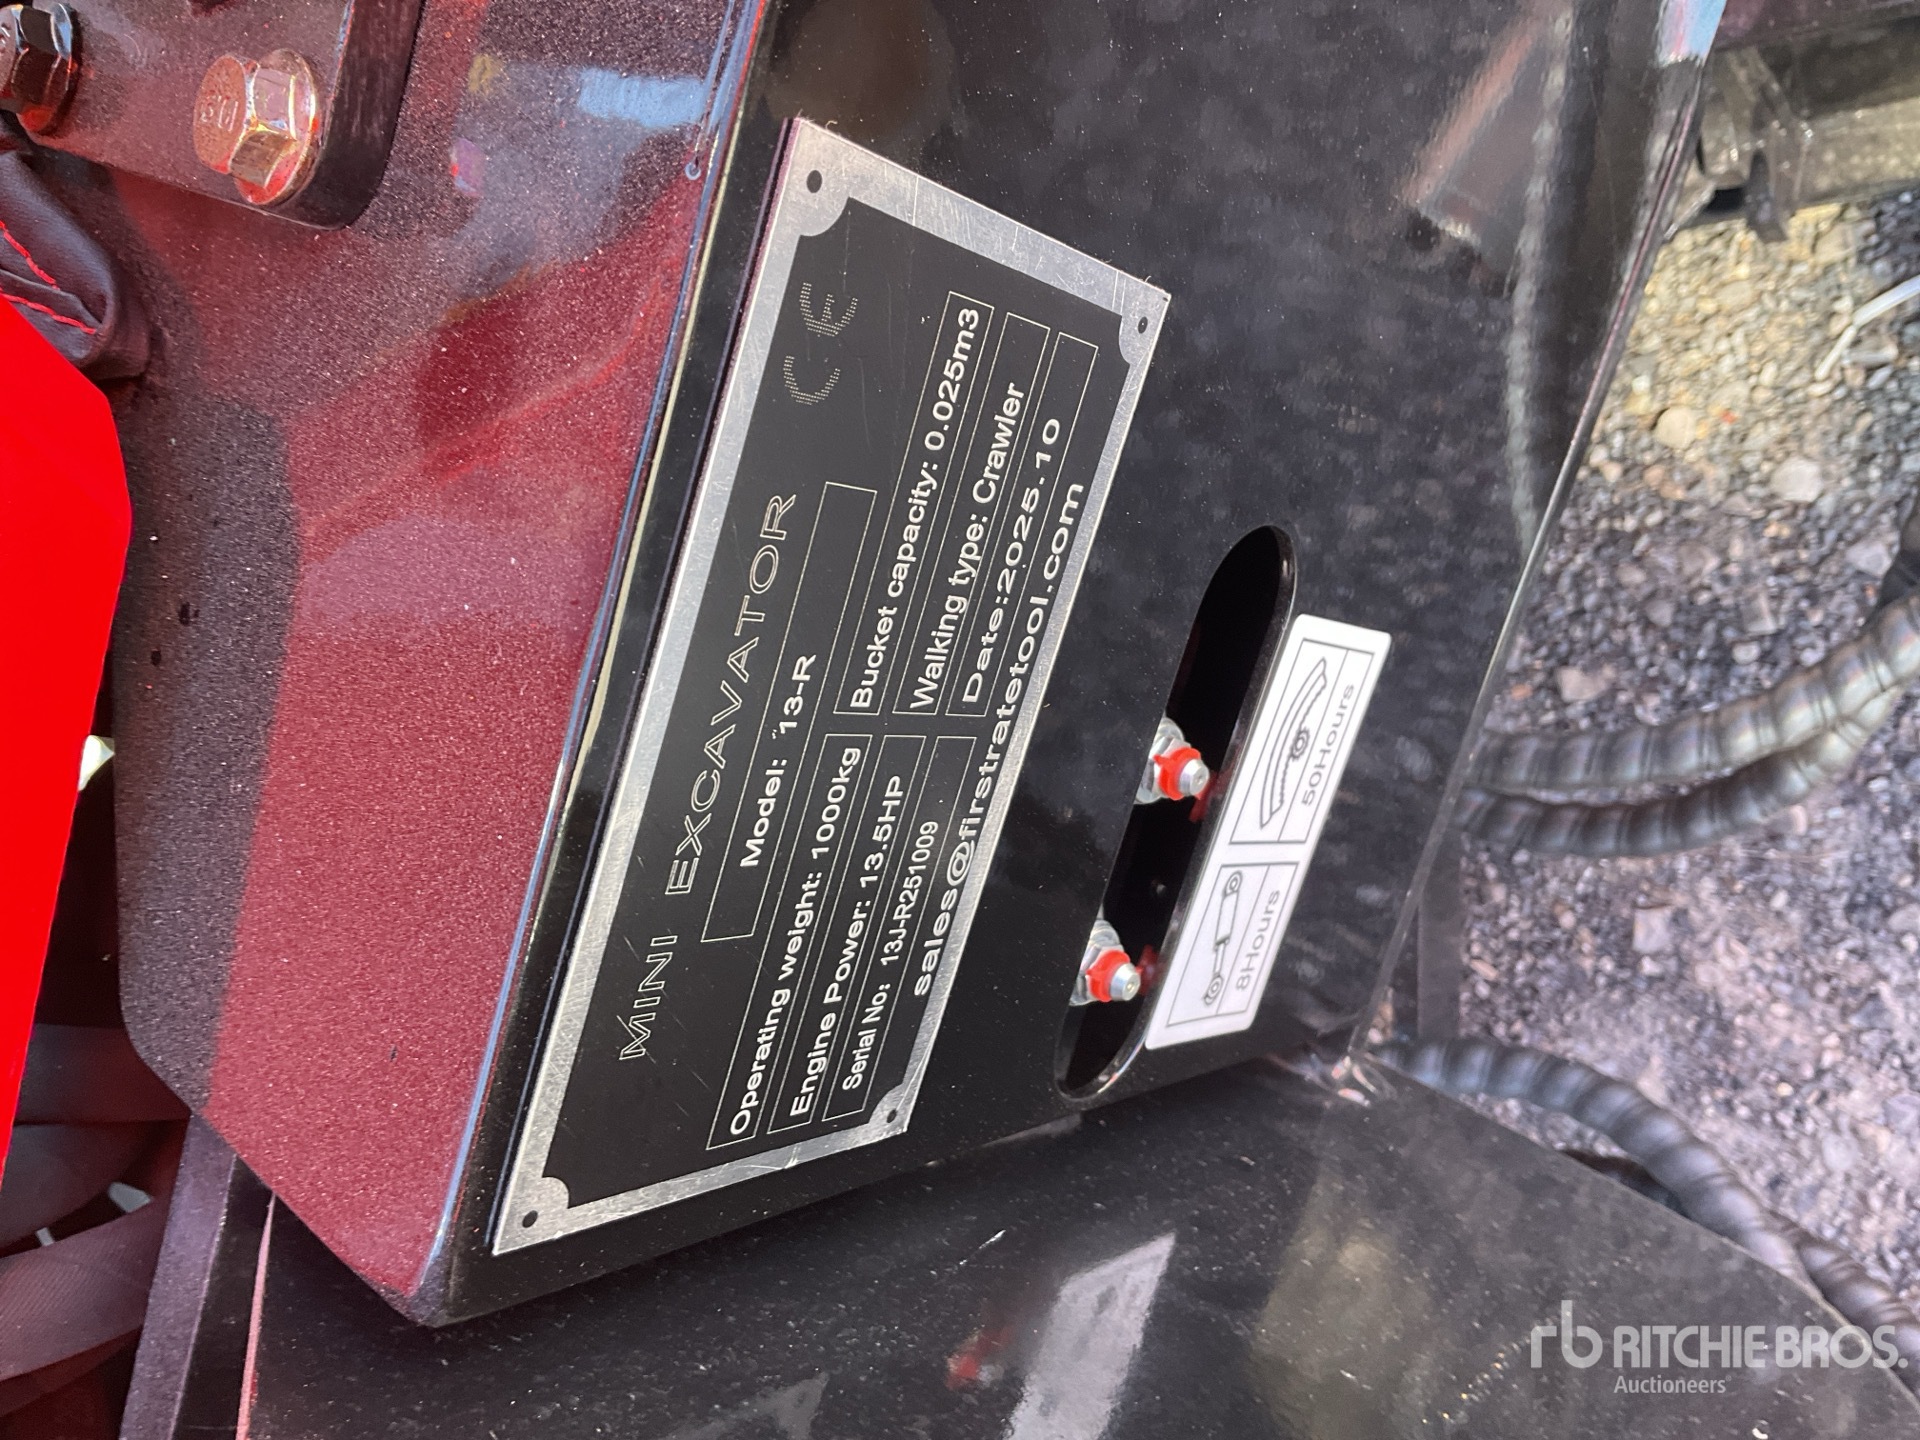 MINI EXCAVATOR
CE
Model: 13-R
Operating weight: 1000kg
Bucket capacity: 0.025m3
Engine Power: 13.5HP
Walking type: Crawler
Serial No: 13J-R251009
Date:2025.10
sales@firstratetool.com
8Hours
50Hours
rb RITCHIE BROS.
Auctioneers